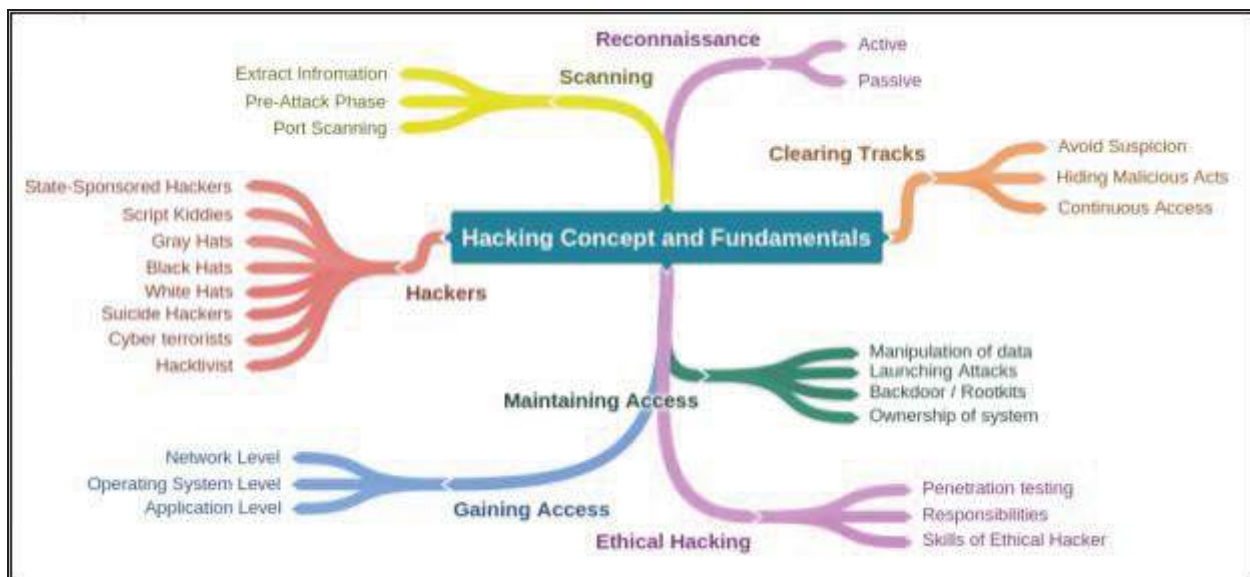 Reconnaissance
Active
Passive
Scanning
Extract Infromation
Pre-Attack Phase
Port Scanning
Clearing Tracks
Avoid Suspicion
Hiding Malicious Acts
Continuous Access
Hacking Concept and Fundamentals
Hackers
State-Sponsored Hackers
Script Kiddies
Gray Hats
Black Hats
White Hats
Suicide Hackers
Cyber terrorists
Hacktivist
Maintaining Access
Manipulation of data
Launching Attacks
Backdoor / Rootkits
Ownership of system
Gaining Access
Network Level
Operating System Level
Application Level
Ethical Hacking
Penetration testing
Responsibilities
Skills of Ethical Hacker